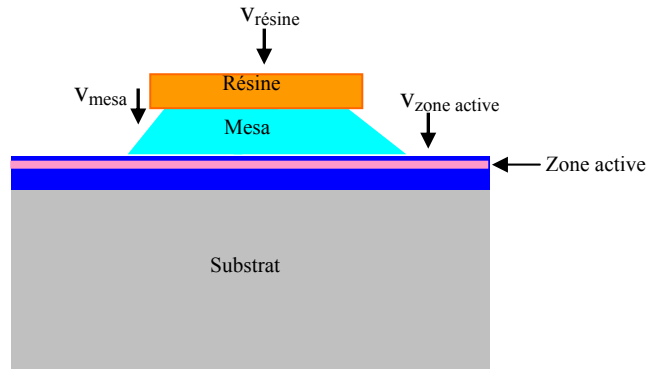 vrésine
Résine
vmesa
vzone active
Mesa
Zone active
Substrat